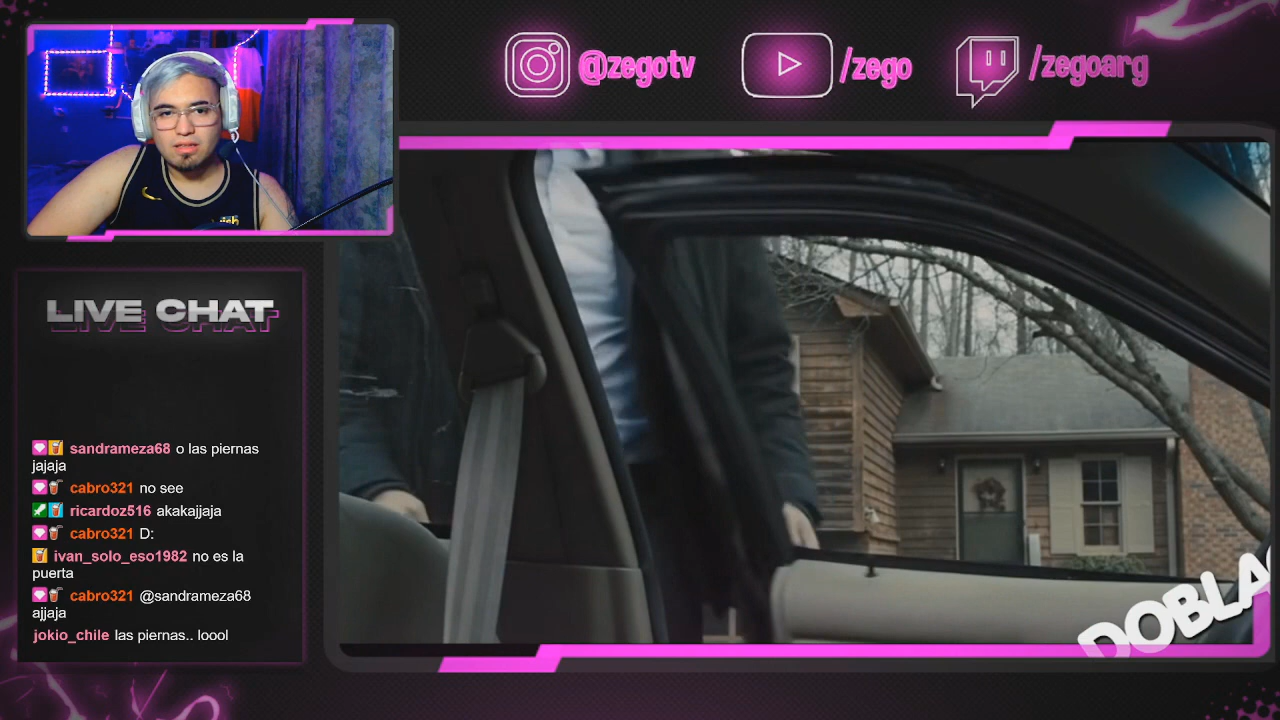 @zegotv
/zego
/zegoarg
LIVE CHAT
sandrameza68 o las piernas
jajaja
cabro321 no see
ricardoz516 akakajjaja
cabro321 D:
ivan_solo_eso1982 no es la
puerta
cabro321 @sandrameza68
ajjaja
jokio_chile las piernas.. loool
DOBLA